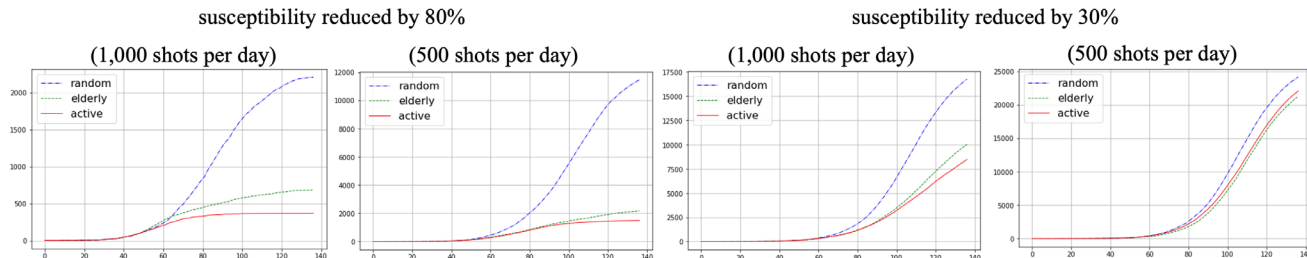 susceptibility reduced by 80%
susceptibility reduced by 30%
(1,000 shots per day)
(500 shots per day)
(1,000 shots per day)
(500 shots per day)
random
elderly
active
2000
1500
1000
500
0
0 20 40 60 80 100 120 140
random
elderly
active
12000
10000
8000
6000
4000
2000
0
0 20 40 60 80 100 120 140
random
elderly
active
17500
15000
12500
10000
7500
5000
2500
0
0 20 40 60 80 100 120 140
random
elderly
active
25000
20000
15000
10000
5000
0
0 20 40 60 80 100 120